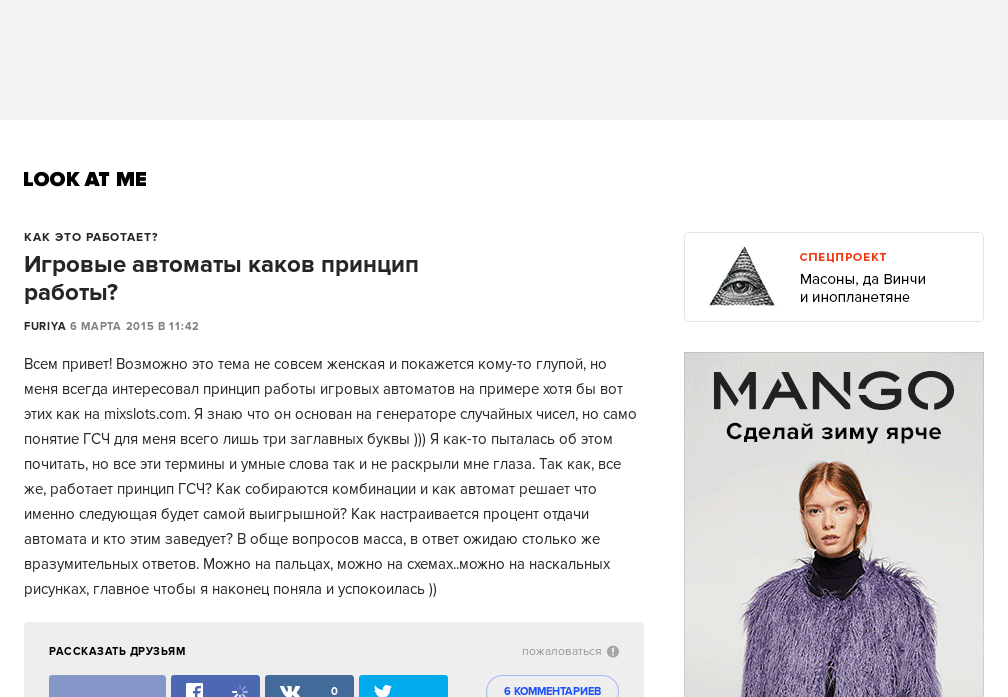 LOOK AT ME
КАК ЭТО РАБОТАЕТ?
Игровые автоматы каков принцип
работы?
FURIYA 6 МАРТА 2015 В 11:42
Всем привет! Возможно это тема не совсем женская и покажется кому-то глупой, но
меня всегда интересовал принцип работы игровых автоматов на примере хотя бы вот
этих как на mixslots.com. Я знаю что он основан на генераторе случайных чисел, но само
понятие ГСЧ для меня всего лишь три заглавных буквы ))) Я как-то пыталась об этом
почитать, но все эти термины и умные слова так и не раскрыли мне глаза. Так как, все
же, работает принцип ГСЧ? Как собираются комбинации и как автомат решает что
именно следующая будет самой выигрышной? Как настраивается процент отдачи
автомата и кто этим заведует? В обще вопросов масса, в ответ ожидаю столько же
вразумительных ответов. Можно на пальцах, можно на схемах..можно на наскальных
рисунках, главное чтобы я наконец поняла и успокоилась ))
РАССКАЗАТЬ ДРУЗЬЯМ
пожаловаться
0
6 КОММЕНТАРИЕВ
СПЕЦПРОЕКТ
Масоны, да Винчи
и инопланетяне
MANGO
Сделай зиму ярче